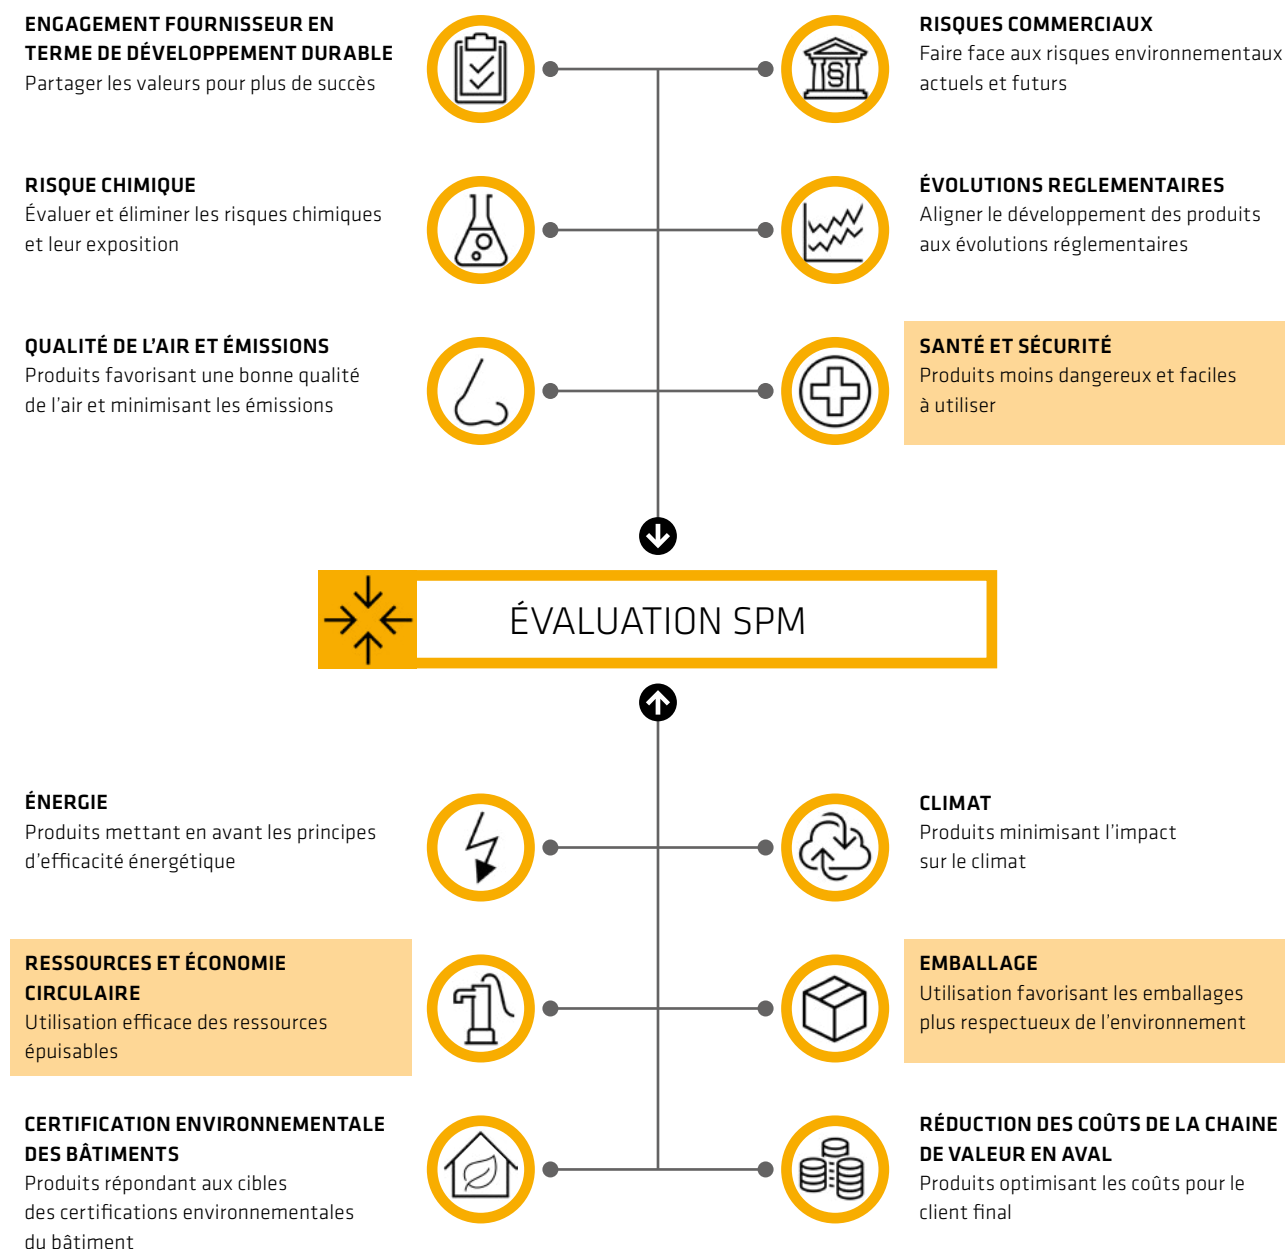 ENGAGEMENT FOURNISSEUR EN
TERME DE DÉVELOPPEMENT DURABLE
Partager les valeurs pour plus de succès
RISQUES COMMERCIAUX
Faire face aux risques environnementaux
actuels et futurs
RISQUE CHIMIQUE
Évaluer et éliminer les risques chimiques
et leur exposition
ÉVOLUTIONS REGLEMENTAIRES
Aligner le développement des produits
aux évolutions réglementaires
QUALITÉ DE L'AIR ET ÉMISSIONS
Produits favorisant une bonne qualité
de l'air et minimisant les émissions
SANTÉ ET SÉCURITÉ
Produits moins dangereux et faciles
à utiliser
ÉVALUATION SPM
ÉNERGIE
Produits mettant en avant les principes
d'efficacité énergétique
CLIMAT
Produits minimisant l'impact
sur le climat
RESSOURCES ET ÉCONOMIE
CIRCULAIRE
Utilisation efficace des ressources
épuisables
EMBALLAGE
Utilisation favorisant les emballages
plus respectueux de l'environnement
CERTIFICATION ENVIRONNEMENTALE
DES BÂTIMENTS
Produits répondant aux cibles
des certifications environnementales
du bâtiment
RÉDUCTION DES COÛTS DE LA CHAINE
DE VALEUR EN AVAL
Produits optimisant les coûts pour le
client final